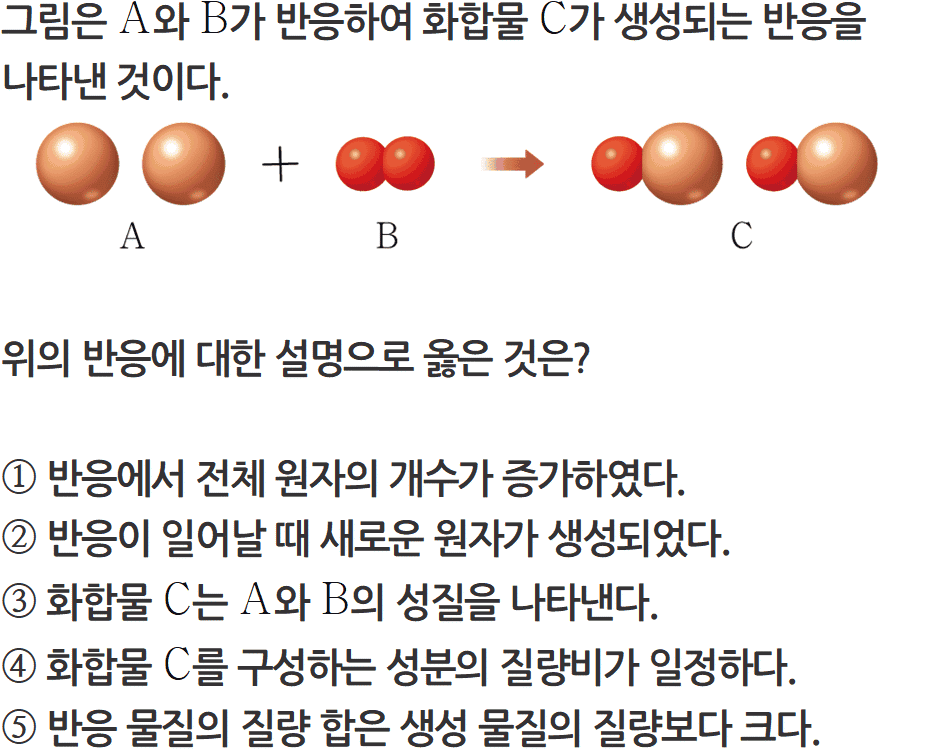 그림은 A와 B가 반응하여 화합물 C가 생성되는 반응을
나타낸 것이다.
+
A B C
위의 반응에 대한 설명으로 옳은 것은?
① 반응에서 전체 원자의 개수가 증가하였다.
② 반응이 일어날 때 새로운 원자가 생성되었다.
③ 화합물 C는 A와 B의 성질을 나타낸다.
④ 화합물 C를 구성하는 성분의 질량비가 일정하다.
⑤ 반응 물질의 질량 합은 생성 물질의 질량보다 크다.